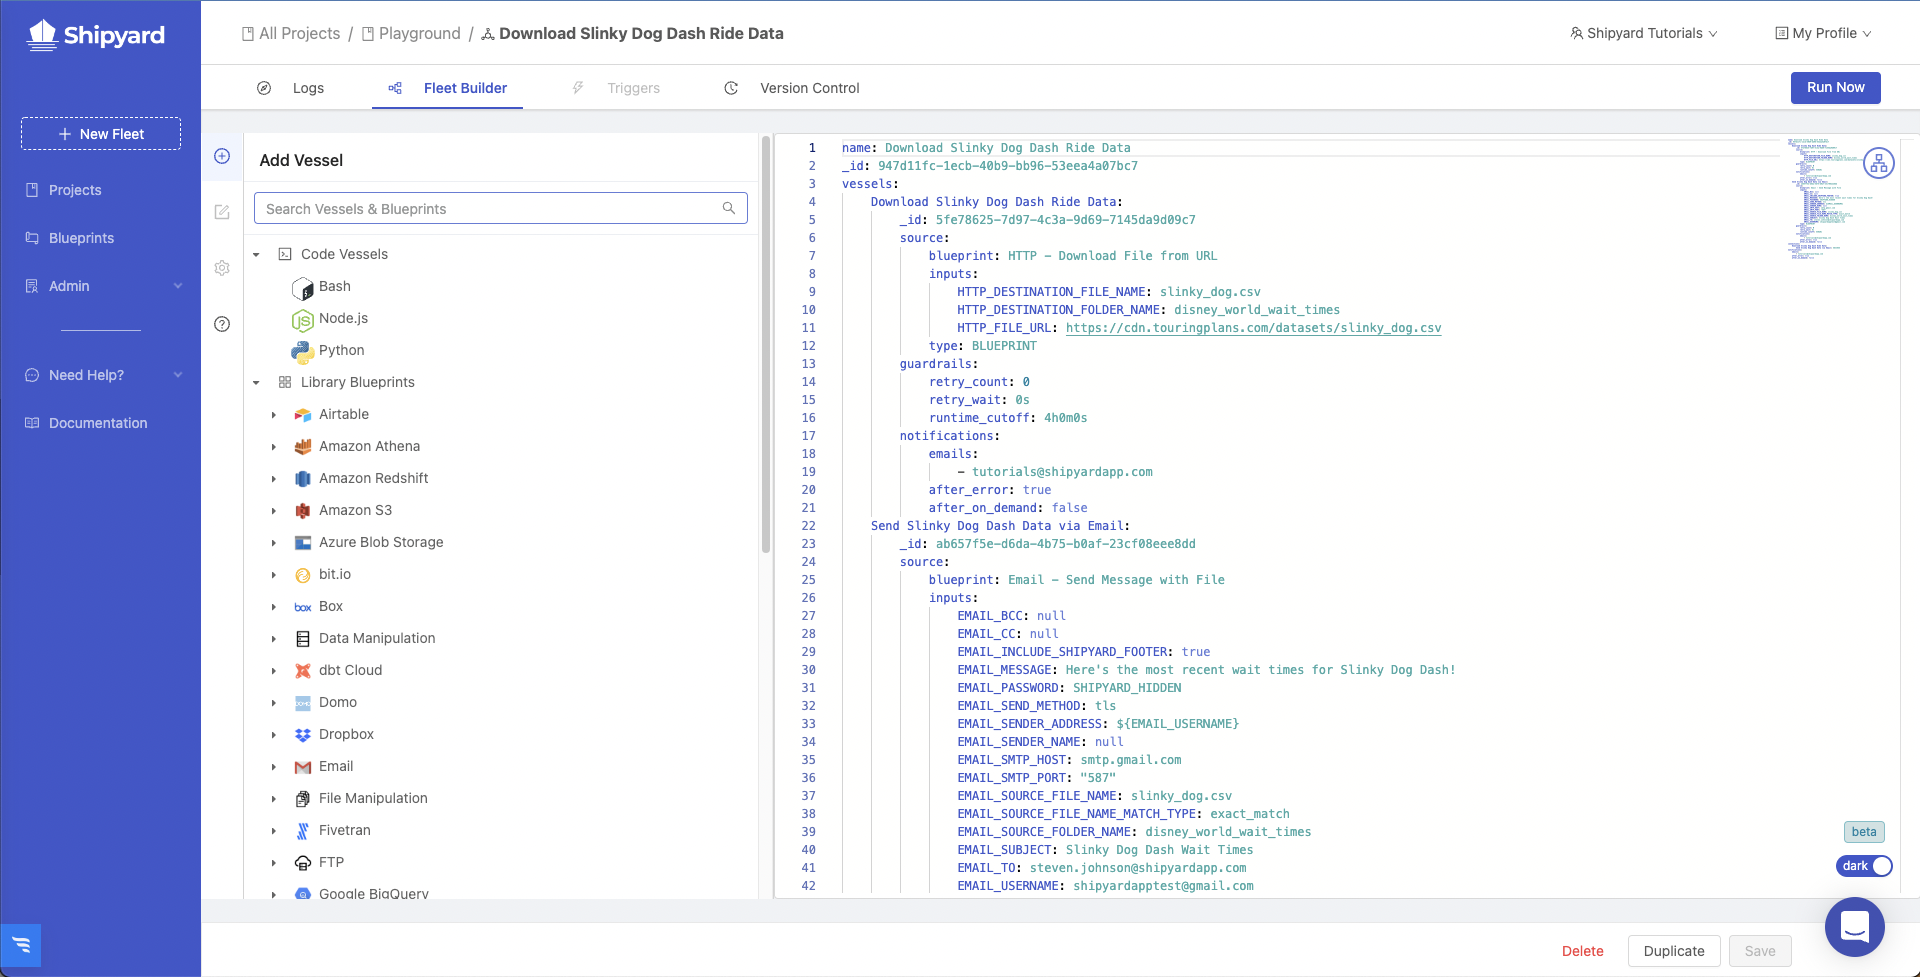 Shipyard
All Projects / Playground / Download Slinky Dog Dash Ride Data
Shipyard Tutorials
My Profile
Logs
Fleet Builder
Triggers
Version Control
Run Now
+ New Fleet
Projects
Blueprints
Admin
Need Help?
Documentation
Add Vessel
Search Vessels & Blueprints
Code Vessels
Bash
Node.js
Python
Library Blueprints
Airtable
Amazon Athena
Amazon Redshift
Amazon S3
Azure Blob Storage
bit.io
box Box
Data Manipulation
dbt Cloud
DOMO Domo
Dropbox
Email
File Manipulation
Fivetran
FTP
Google BigQuery
1 name: Download Slinky Dog Dash Ride Data
2 _id: 947d11fc-1ecb-40b9-bb96-53eea4a07bc7
3 vessels:
4 Download Slinky Dog Dash Ride Data:
5 _id: 5fe78625-7d97-4c3a-9d69-7145da9d09c7
6 source:
7 blueprint: HTTP - Download File from URL
8 inputs:
9 HTTP_DESTINATION_FILE_NAME: slinky_dog.csv
10 HTTP_DESTINATION_FOLDER_NAME: disney_world_wait_times
11 HTTP_FILE_URL: https://cdn.touringplans.com/datasets/slinky_dog.csv
12 type: BLUEPRINT
13 guardrails:
14 retry_count: 0
15 retry_wait: 0s
16 runtime_cutoff: 4h0m0s
17 notifications:
18 emails:
19 - tutorials@shipyardapp.com
20 after_error: true
21 after_on_demand: false
22 Send Slinky Dog Dash Data via Email:
23 _id: ab657f5e-d6da-4b75-b0af-23cf08eee8dd
24 source:
25 blueprint: Email - Send Message with File
26 inputs:
27 EMAIL_BCC: null
28 EMAIL_CC: null
29 EMAIL_INCLUDE_SHIPYARD_FOOTER: true
30 EMAIL_MESSAGE: Here's the most recent wait times for Slinky Dog Dash!
31 EMAIL_PASSWORD: SHIPYARD_HIDDEN
32 EMAIL_SEND_METHOD: tls
33 EMAIL_SENDER_ADDRESS: ${EMAIL_USERNAME}
34 EMAIL_SENDER_NAME: null
35 EMAIL_SMTP_HOST: smtp.gmail.com
36 EMAIL_SMTP_PORT: "587"
37 EMAIL_SOURCE_FILE_NAME: slinky_dog.csv
38 EMAIL_SOURCE_FILE_NAME_MATCH_TYPE: exact_match
39 EMAIL_SOURCE_FOLDER_NAME: disney_world_wait_times
40 EMAIL_SUBJECT: Slinky Dog Dash Wait Times
41 EMAIL_TO: steven.johnson@shipyardapp.com
42 EMAIL_USERNAME: shipyardapptest@gmail.com
beta
dark
Delete
Duplicate
Save